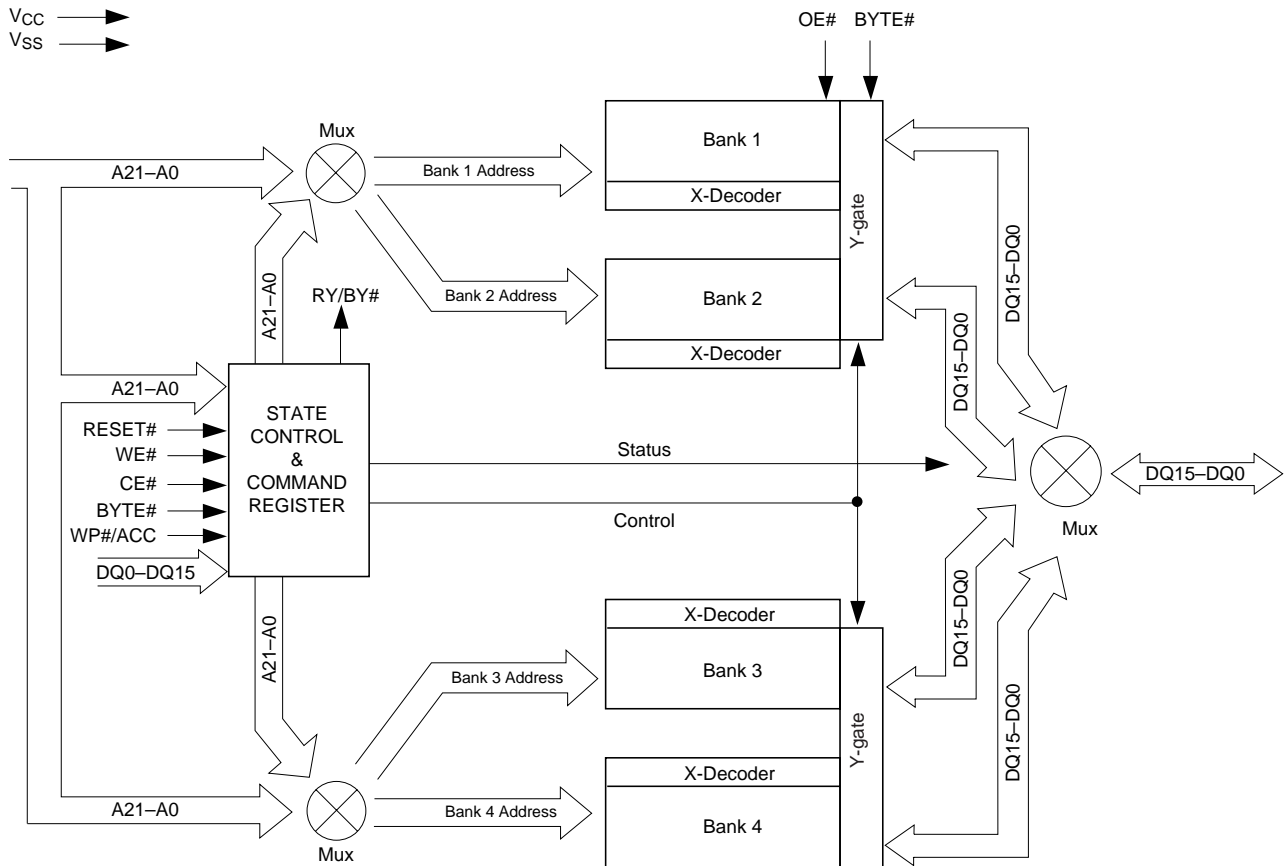 VCC
VSS
OE# BYTE#
Mux
A21–A0
Bank 1 Address
Bank 1
X-Decoder
Y-gate
DQ15–DQ0
A21–A0
RY/BY#
Bank 2 Address
Bank 2
X-Decoder
DQ15–DQ0
A21–A0
RESET#
WE#
CE#
BYTE#
WP#/ACC
DQ0–DQ15
STATE
CONTROL
&
COMMAND
REGISTER
Status
Control
DQ15–DQ0
Mux
A21–A0
X-Decoder
Bank 3 Address
Bank 3
Y-gate
DQ15–DQ0
DQ15–DQ0
X-Decoder
A21–A0
Mux
Bank 4 Address
Bank 4